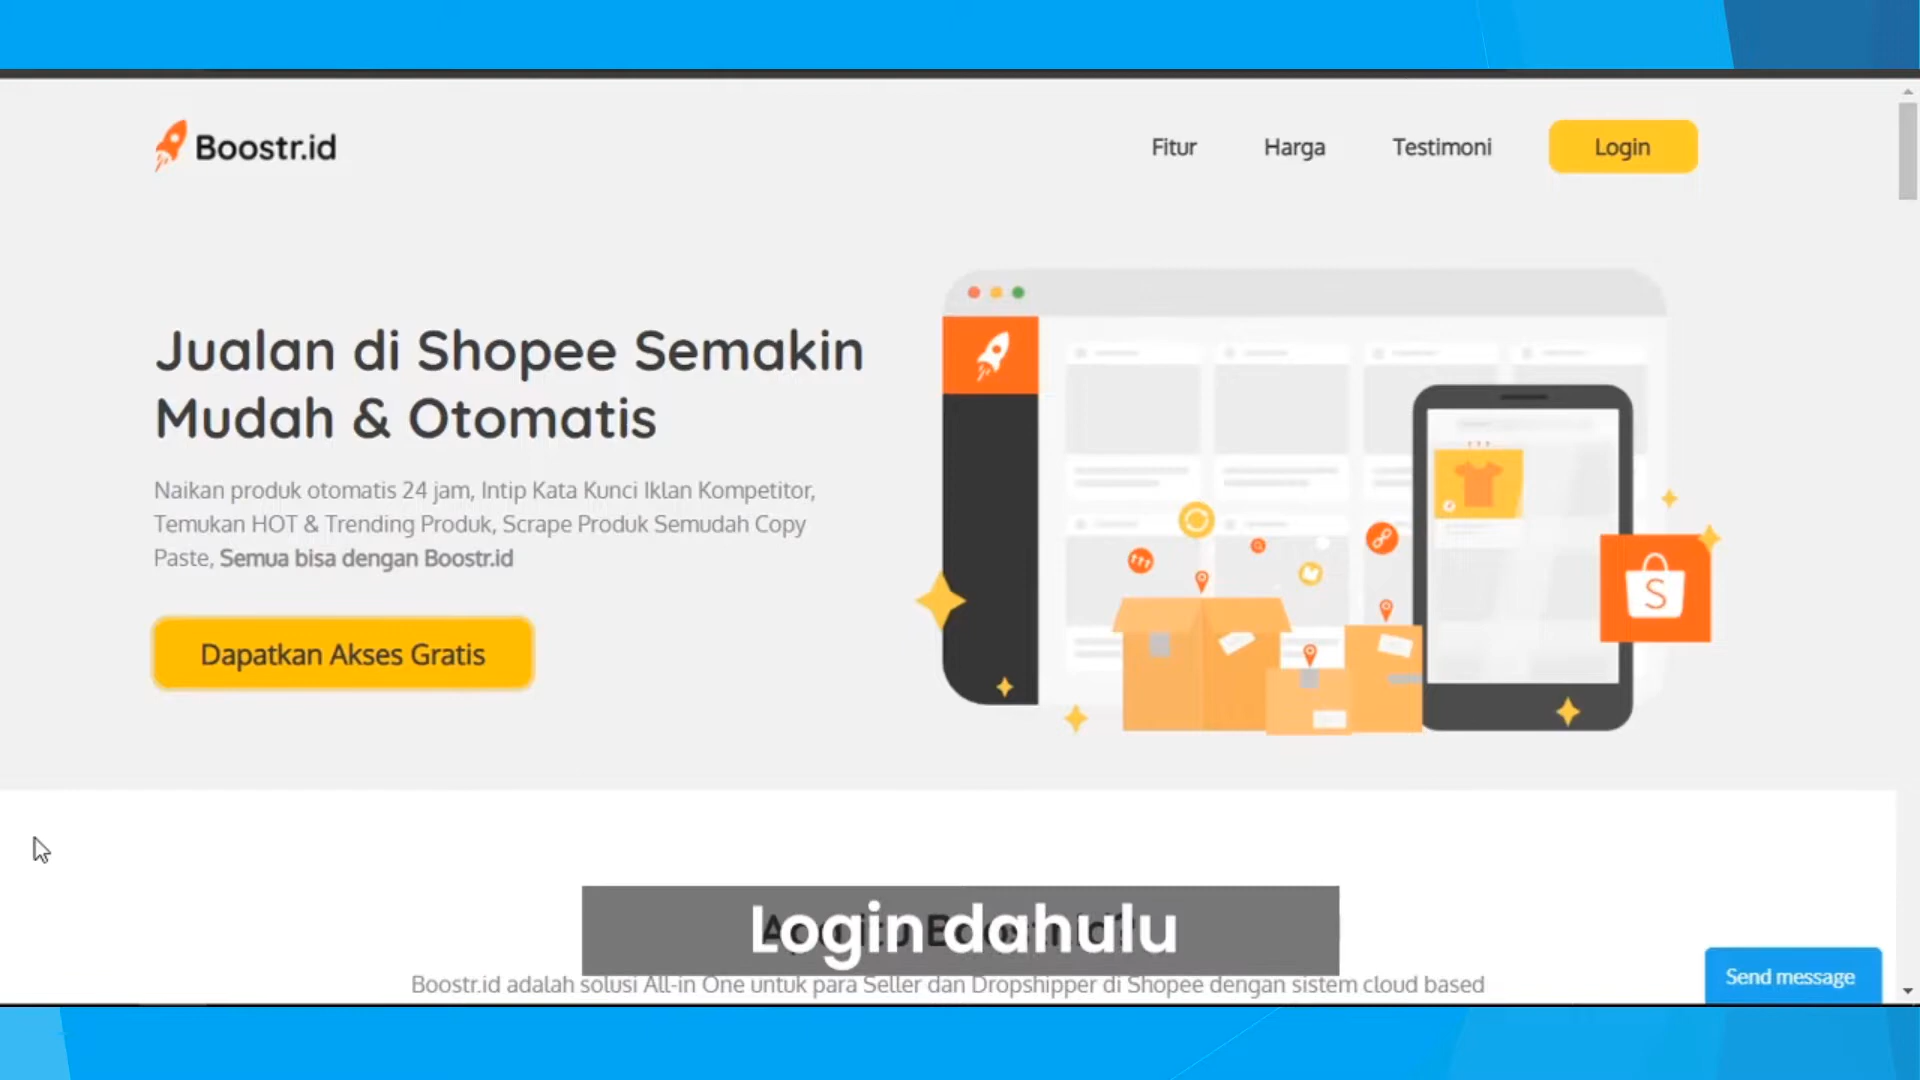 Boostr.id
Fitur
Harga
Testimoni
Login
Jualan di Shopee Semakin
Mudah & Otomatis
Naikan produk otomatis 24 jam, Intip Kata Kunci Iklan Kompetitor,
Temukan HOT & Trending Produk, Scrape Produk Semudah Copy
Paste, Semua bisa dengan Boostr.id
Dapatkan Akses Gratis
S
Login dahulu
Boostr.id adalah solusi All-in One untuk para Seller dan Dropshipper di Shopee dengan sistem cloud based
Send message